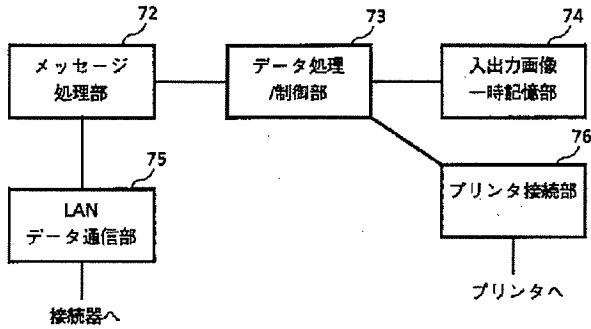 72
メッセージ
処理部
73
データ処理
/制御部
74
入出力画像
一時記憶部
75
LAN
データ通信部
76
プリンタ接続部
接続器へ
プリンタへ